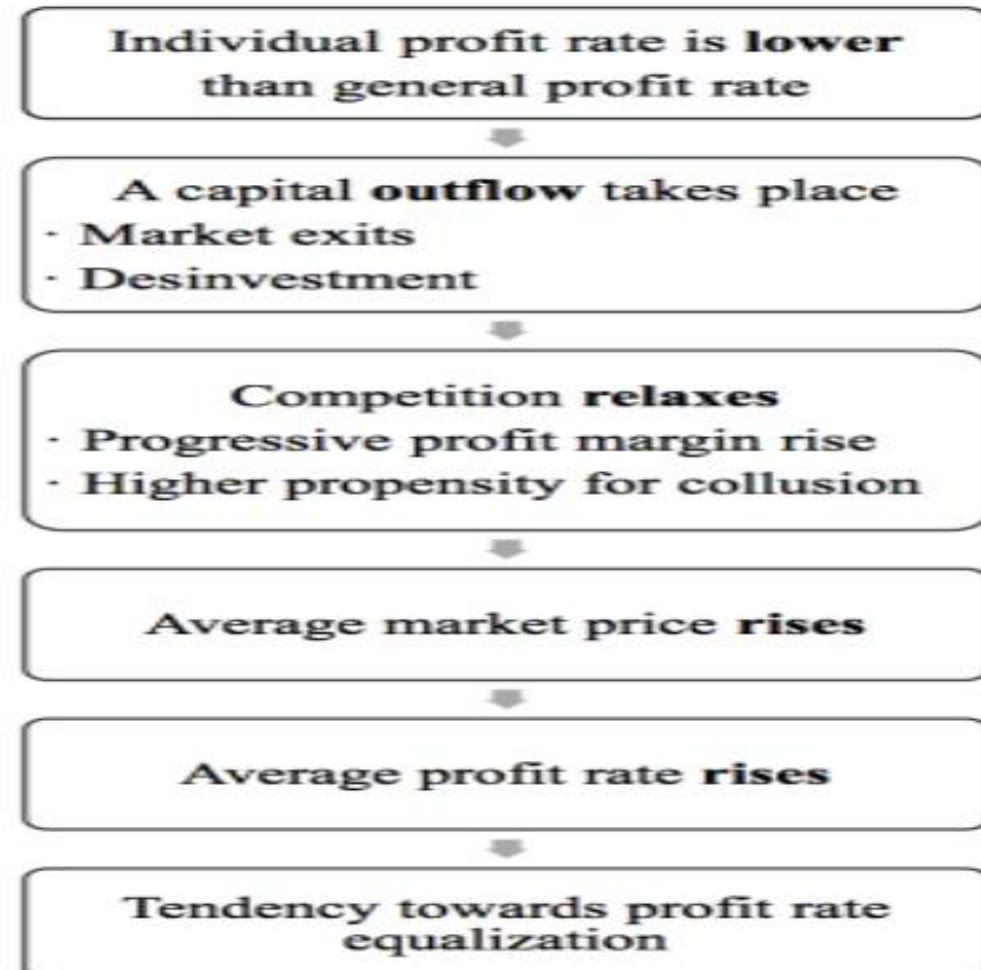 Individual profit rate is lower
than general profit rate
A capital outflow takes place
· Market exits
· Desinvestment
Competition relaxes
· Progressive profit margin rise
· Higher propensity for collusion
Average market price rises
Average profit rate rises
Tendency towards profit rate
equalization